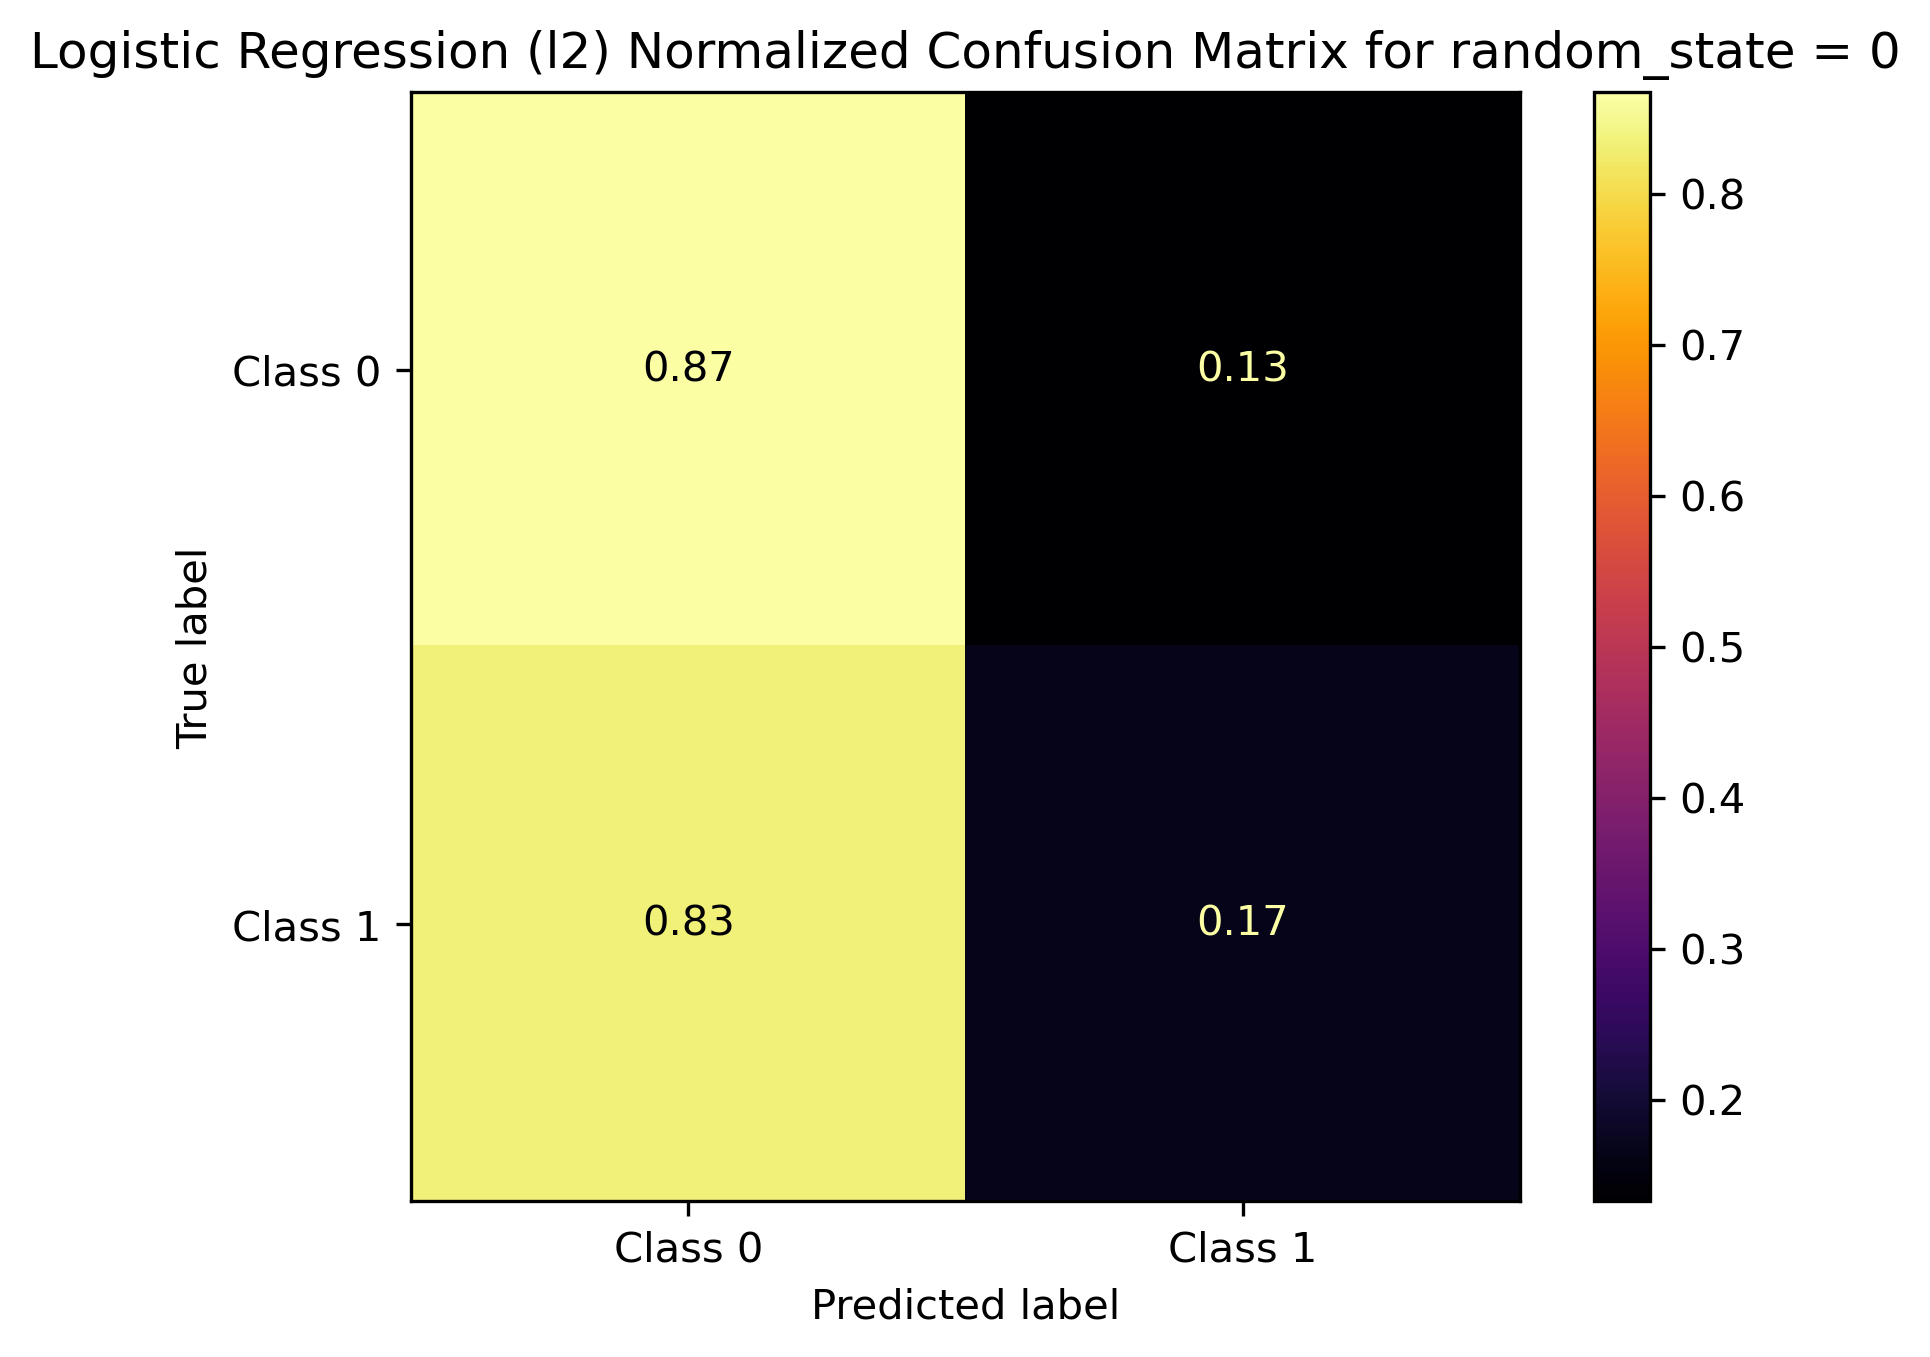 Logistic Regression (l2) Normalized Confusion Matrix for random_state = 0
Class 0
0.87
0.13
Class 1
0.83
0.17
True label
Class 0
Class 1
Predicted label
0.8
0.7
0.6
0.5
0.4
0.3
0.2